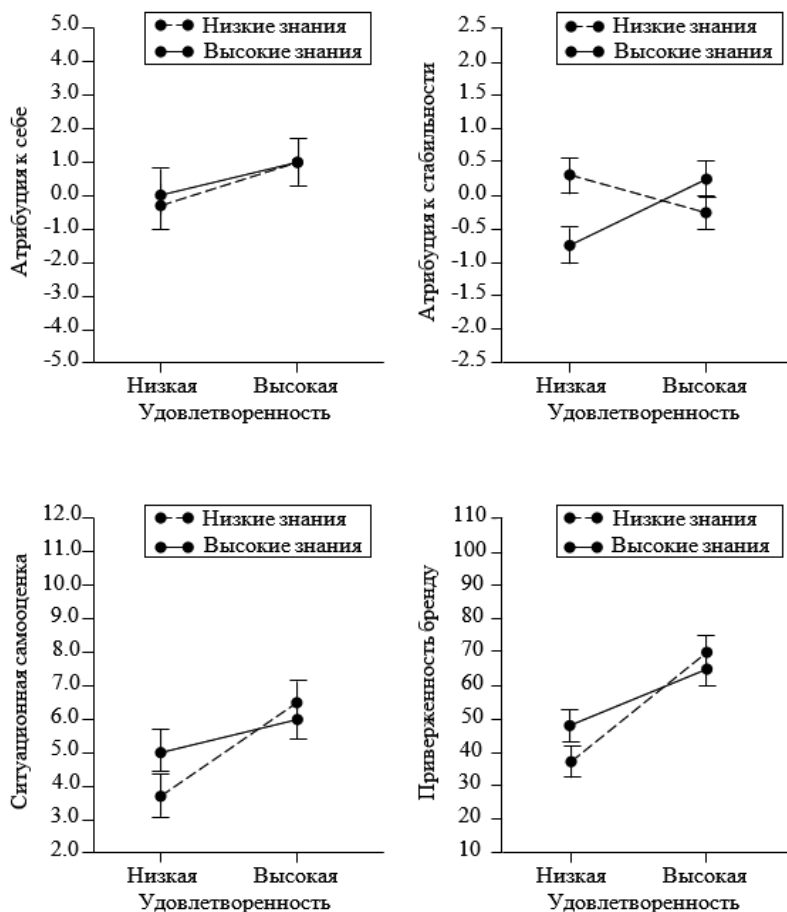 Низкие знания
Высокие знания
Атрибуция к себе
5.0
4.0
3.0
2.0
1.0
0.0
-1.0
-2.0
-3.0
-4.0
-5.0
Низкая Высокая
Удовлетворенность
Низкие знания
Высокие знания
Атрибуция к стабильности
2.5
2.0
1.5
1.0
0.5
0.0
-0.5
-1.0
-1.5
-2.0
-2.5
Низкая Высокая
Удовлетворенность
Низкие знания
Высокие знания
Ситуационная самооценка
12.0
11.0
10.0
9.0
8.0
7.0
6.0
5.0
4.0
3.0
2.0
Низкая Высокая
Удовлетворенность
Низкие знания
Высокие знания
Приверженность бренду
110
100
90
80
70
60
50
40
30
20
10
Низкая Высокая
Удовлетворенность